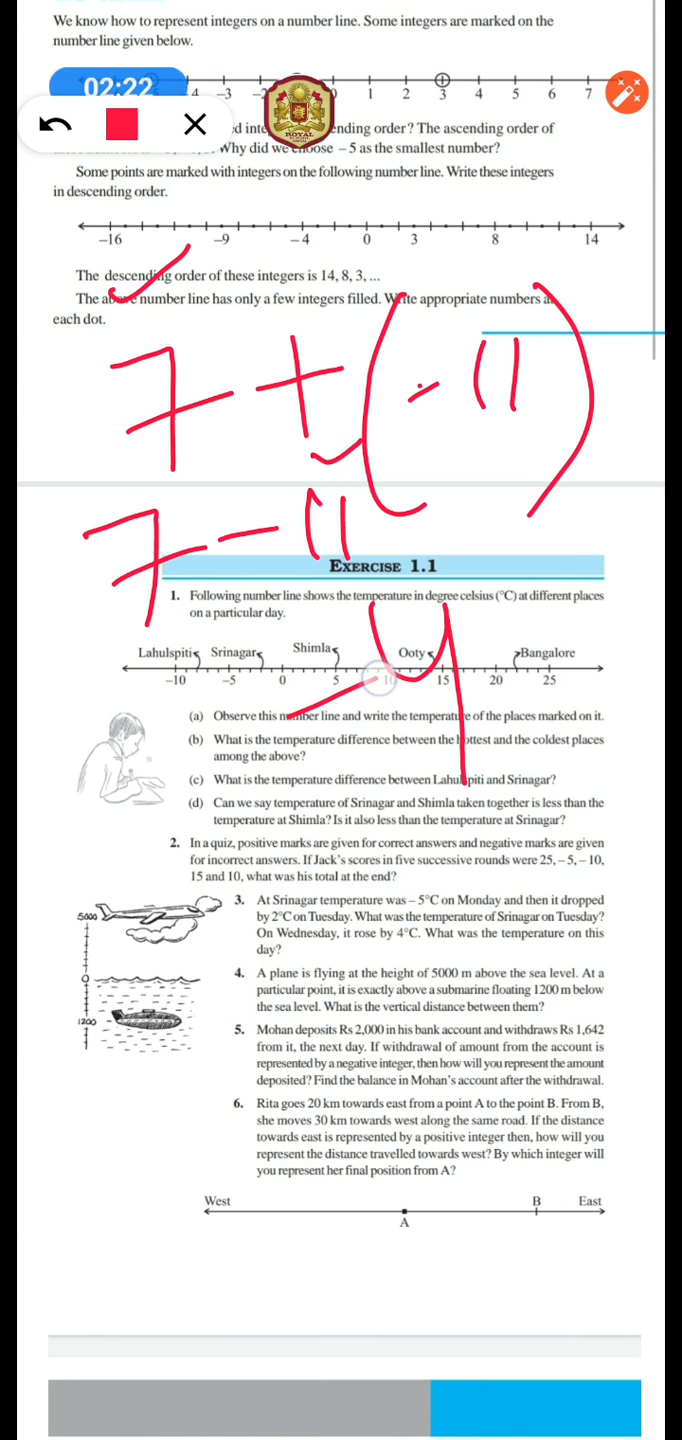 We know how to represent integers on a number line. Some integers are marked on the
number line given below.
02:22
–3 1 2 3 4 5 6 7
ROYAL
ending order? The ascending order of
Why did we choose – 5 as the smallest number?
Some points are marked with integers on the following number line. Write these integers
in descending order.
–16 –9 –4 0 3 8 14
The descending order of these integers is 14, 8, 3, ...
The above number line has only a few integers filled. Write appropriate numbers at
each dot.
7 + (- 11)
7 - 11
- 4
EXERCISE 1.1
1. Following number line shows the temperature in degree celsius (°C) at different places
on a particular day.
Lahulspiti Srinagar Shimla Ooty Bangalore
–10 –5 0 5 10 15 20 25
(a) Observe this number line and write the temperature of the places marked on it.
(b) What is the temperature difference between the hottest and the coldest places
among the above?
(c) What is the temperature difference between Lahulspiti and Srinagar?
(d) Can we say temperature of Srinagar and Shimla taken together is less than the
temperature at Shimla? Is it also less than the temperature at Srinagar?
2. In a quiz, positive marks are given for correct answers and negative marks are given
for incorrect answers. If Jack's scores in five successive rounds were 25, – 5, – 10,
15 and 10, what was his total at the end?
3. At Srinagar temperature was – 5°C on Monday and then it dropped
by 2°C on Tuesday. What was the temperature of Srinagar on Tuesday?
On Wednesday, it rose by 4°C. What was the temperature on this
day?
4. A plane is flying at the height of 5000 m above the sea level. At a
particular point, it is exactly above a submarine floating 1200 m below
the sea level. What is the vertical distance between them?
5000
0
1200
5. Mohan deposits Rs 2,000 in his bank account and withdraws Rs 1,642
from it, the next day. If withdrawal of amount from the account is
represented by a negative integer, then how will you represent the amount
deposited? Find the balance in Mohan's account after the withdrawal.
6. Rita goes 20 km towards east from a point A to the point B. From B,
she moves 30 km towards west along the same road. If the distance
towards east is represented by a positive integer then, how will you
represent the distance travelled towards west? By which integer will
you represent her final position from A?
West B East
A